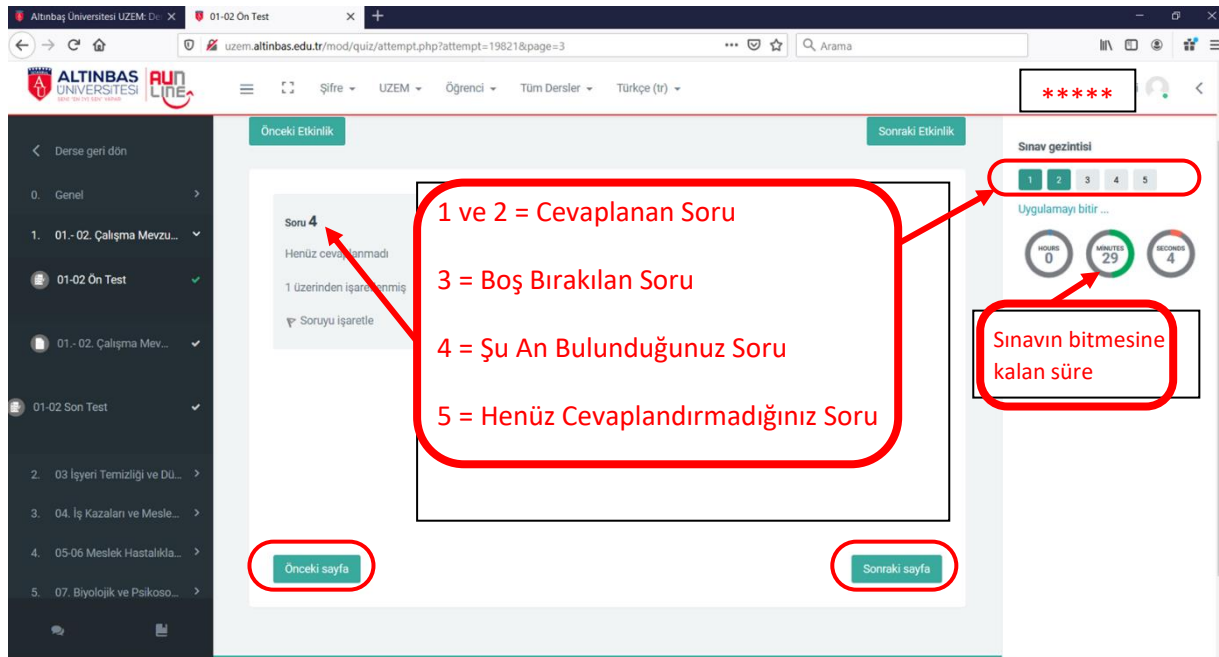 Altınbaş Üniversitesi UZEM: De
01-02 Ön Test
uzem.altinbas.edu.tr/mod/quiz/attempt.php?attempt=19821&page=3
Arama
ALTINBAS
ÜNİVERSİTESİ
AUN
LINE
Şifre
UZEM
Öğrenci
Tüm Dersler
Türkçe (tr)
*****
Derse geri dön
0. Genel
1. 01.- 02. Çalışma Mevzu...
01-02 Ön Test
01.- 02. Çalışma Mev...
01-02 Son Test
2. 03 İşyeri Temizliği ve Dü...
3. 04. İş Kazaları ve Mesle...
4. 05-06 Meslek Hastalıkla...
5. 07. Biyolojik ve Psikoso...
Önceki Etkinlik
Sonraki Etkinlik
Soru 4
Henüz cevaplanmadı
1 üzerinden işaretlenmiş
Soruyu işaretle
1 ve 2 = Cevaplanan Soru
3 = Boş Bırakılan Soru
4 = Şu An Bulunduğunuz Soru
5 = Henüz Cevaplandırmadığınız Soru
Önceki sayfa
Sonraki sayfa
Sınav gezintisi
1 2 3 4 5
Uygulamayı bitir ...
HOURS
0
MINUTES
29
SECONDS
4
Sınavın bitmesine
kalan süre